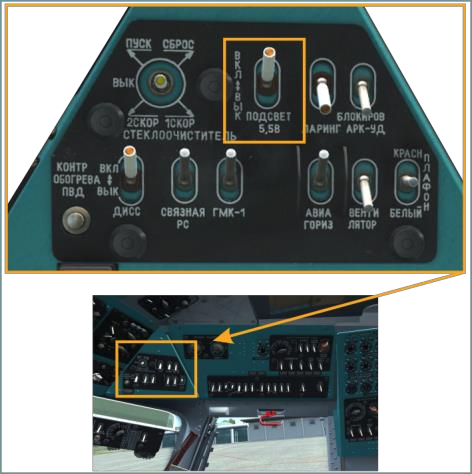 ПУСК СБРОС
ВЫК
2СКОР 1СКОР
СТЕКЛООЧИСТИТЕЛЬ
ВКЛ⇕ВЫК
ПОДСВЕТ
5,5В
ЛАРИНГ
БЛОКИРОВ
АРК-УД
КОНТР
ОБОГРЕВА
ПВД
ВКЛ
⇕
ВЫК
ДИСС
СВЯЗНАЯ
РС
ГМК-1
АВИА
ГОРИЗ
ВЕНТИ
ЛЯТОР
КРАСН
БЕЛЫЙ
ПЛАФОН